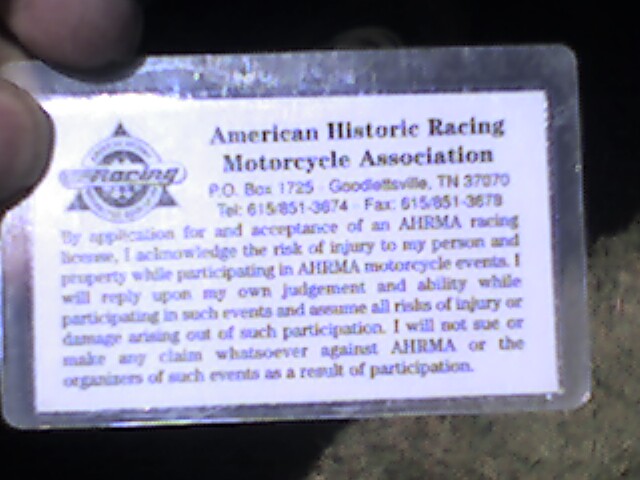 American Historic Racing
Motorcycle Association
P.O. Box 1725 · Goodlettsville, TN 37070
Tel: 615/851-3674 · Fax: 615/851-3678
Racing
By application for and acceptance of an AHRMA racing
license, I acknowledge the risk of injury to my person and
property while participating in AHRMA motorcycle events. I
will reply upon my own judgement and ability while
participating in such events and assume all risks of injury or
damage arising out of such participation. I will not sue or
make any claim whatsoever against AHRMA or the
organizers of such events as a result of participation.